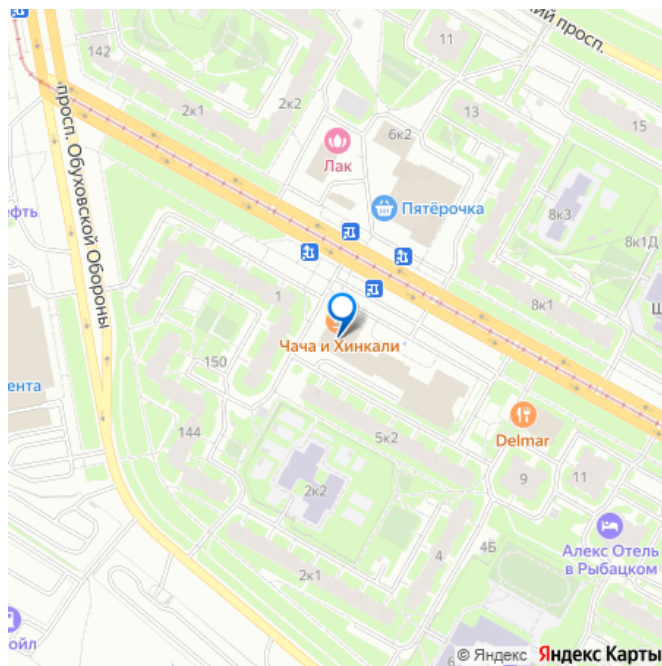 142
11
ий просп.
2к1
2к2
13
15
6к2
Лак
просп. Обуховской Обороны
ефть
Пятёрочка
8к3
8к1Д
1
8к1
Ш
Чача и Хинкали
150
ента
144
5к2
Delmar
2к2
9
11
4
4Б
Алекс Отель
в Рыбацком
2к1
ойл
© Яндекс Яндекс Карты